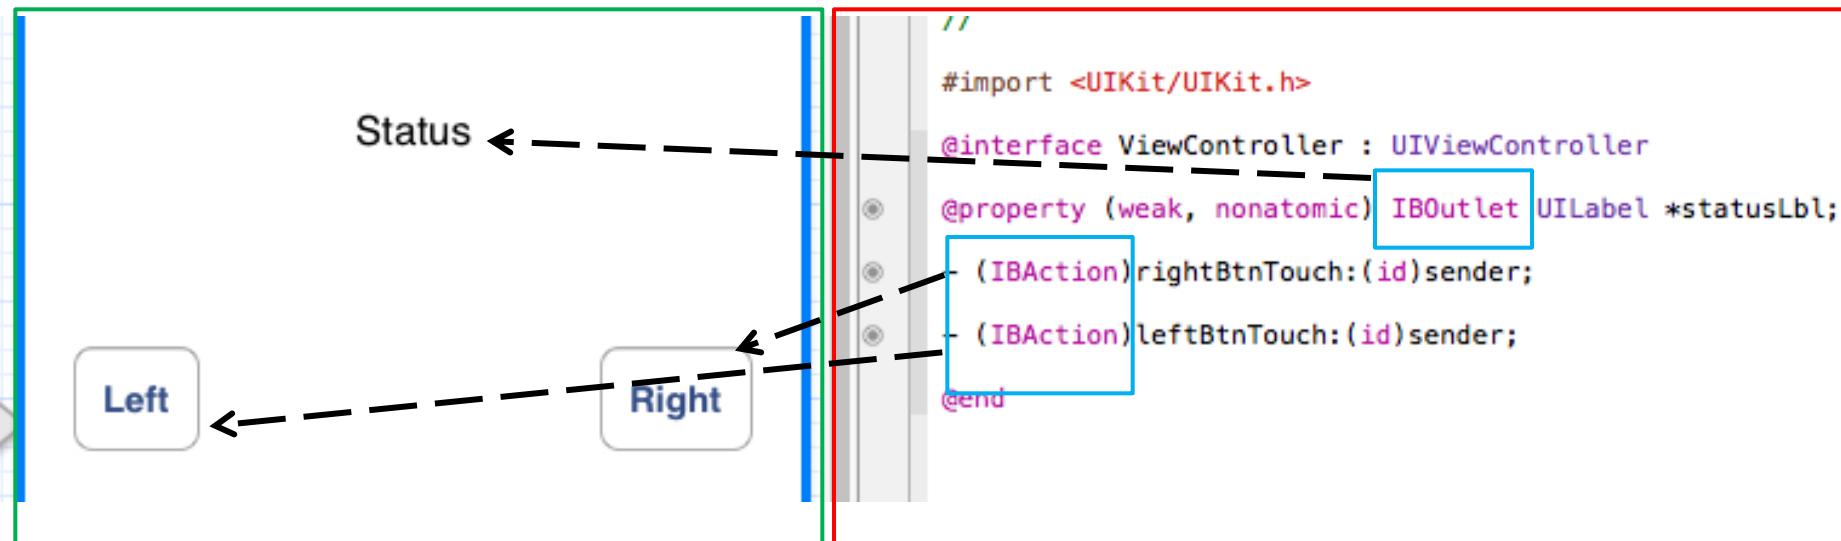 Status
Left
Right
//
#import <UIKit/UIKit.h>
@interface ViewController : UIViewController
@property (weak, nonatomic) IBOutlet UILabel *statusLbl;
- (IBAction)rightBtnTouch:(id)sender;
- (IBAction)leftBtnTouch:(id)sender;
@end